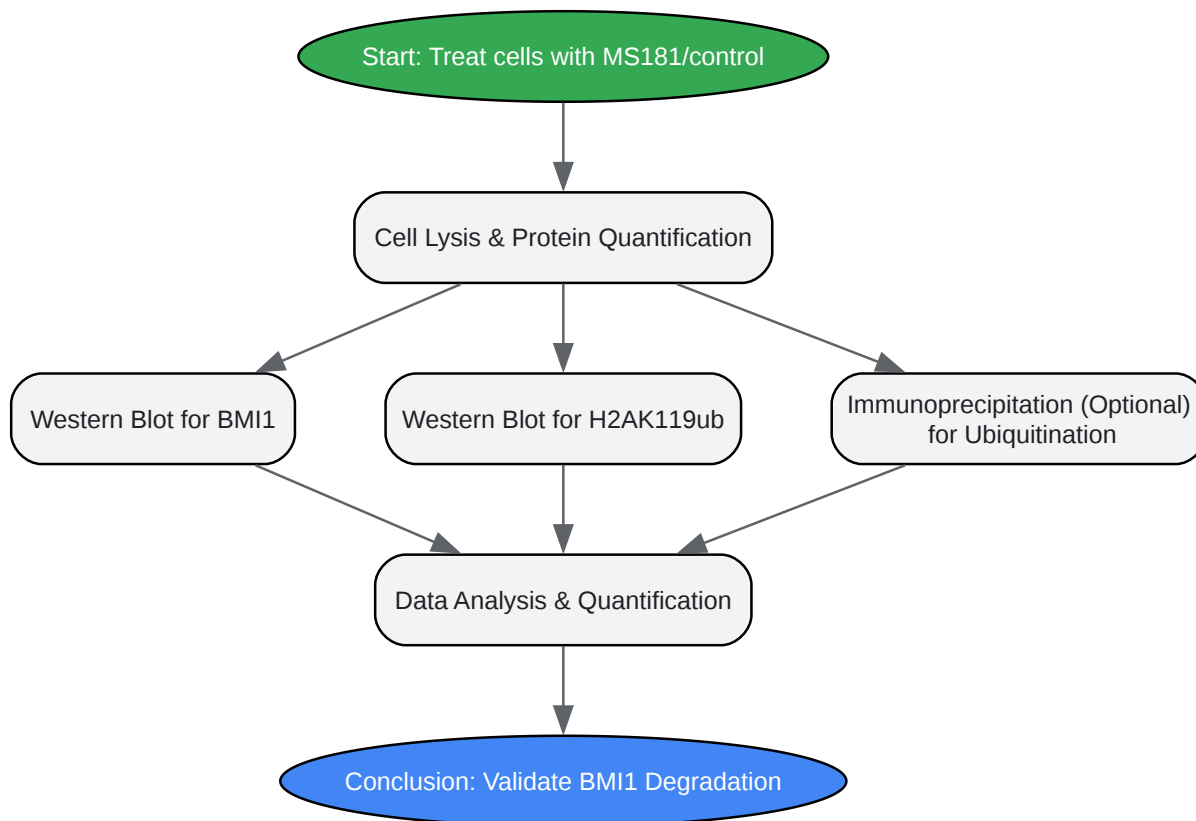 Start: Treat cells with MS181/control
Cell Lysis & Protein Quantification
Western Blot for BMI1
Western Blot for H2AK119ub
Immunoprecipitation (Optional)
for Ubiquitination
Data Analysis & Quantification
Conclusion: Validate BMI1 Degradation